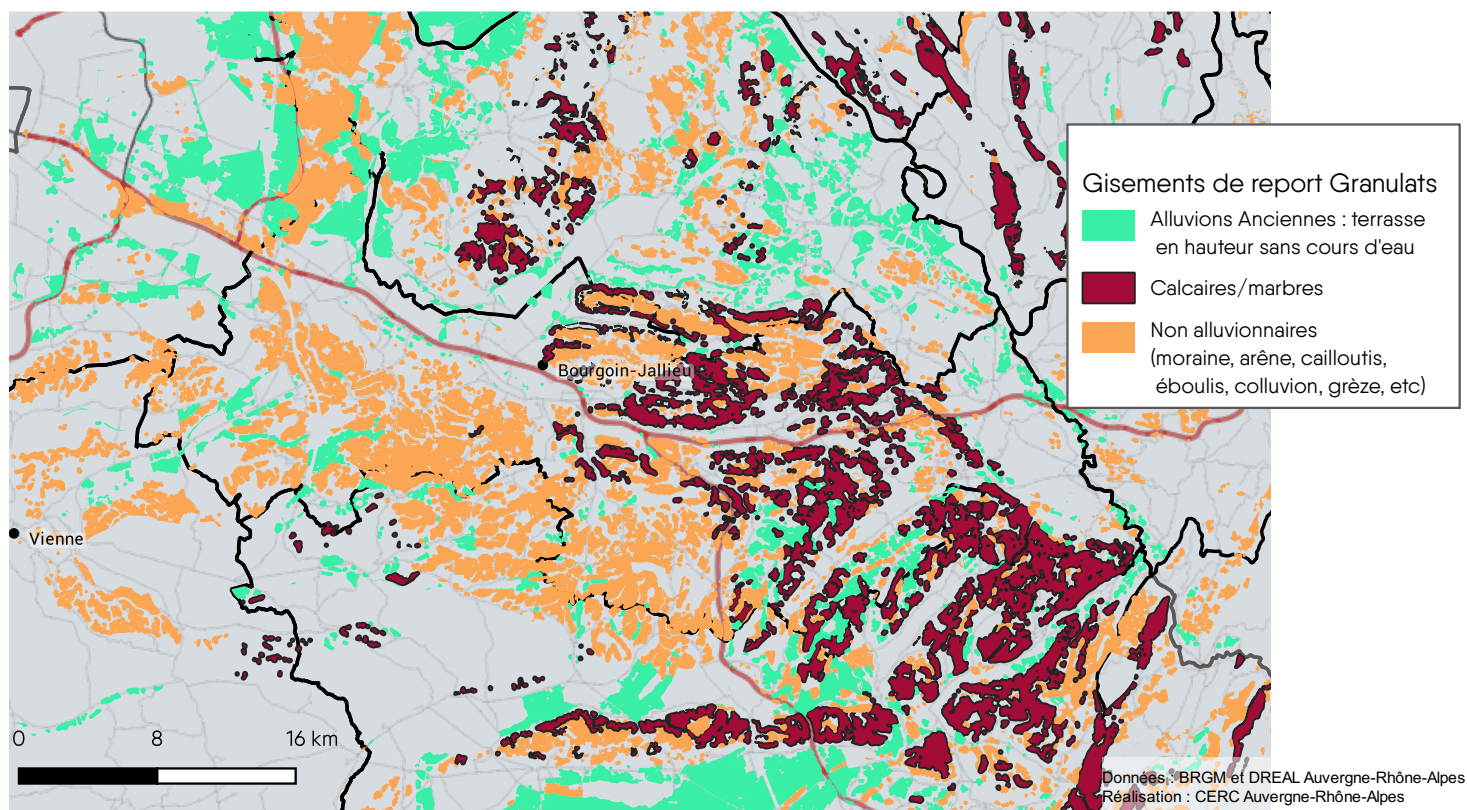 Gisements de report Granulats
Alluvions Anciennes : terrasse
en hauteur sans cours d'eau
Calcaires/marbres
Non alluvionnaires
(moraine, arêne, cailloutis,
éboulis, colluvion, grèze, etc)
Bourgoin-Jallieu
Vienne
0 8 16 km
Données : BRGM et DREAL Auvergne-Rhône-Alpes
Réalisation : CERC Auvergne-Rhône-Alpes